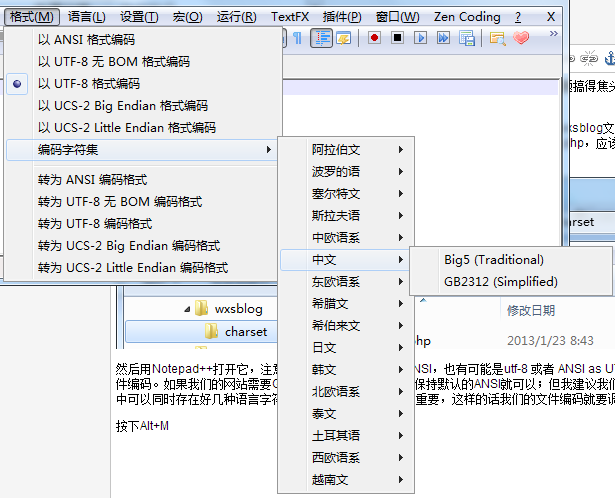 格式(M) 语言(L) 设置(T) 宏(O) 运行(R) TextFX 插件(P) 窗口(W) Zen Coding ? X
以 ANSI 格式编码
以 UTF-8 无 BOM 格式编码
以 UTF-8 格式编码
以 UCS-2 Big Endian 格式编码
以 UCS-2 Little Endian 格式编码
编码字符集
转为 ANSI 编码格式
转为 UTF-8 无 BOM 编码格式
转为 UTF-8 编码格式
转为 UCS-2 Big Endian 编码格式
转为 UCS-2 Little Endian 编码格式
阿拉伯文
波罗的语
塞尔特文
斯拉夫语
中欧语系
中文
东欧语系
希腊文
希伯来文
日文
韩文
北欧语系
泰文
土耳其语
西欧语系
越南文
Big5 (Traditional)
GB2312 (Simplified)
搞得焦头
xsblog文
hp，应该
arset
wxsblog
修改日期
charset
hp 2013/1/23 8:43
然后用Notepad++打开它，注意 NSI，也有可能是utf-8 或者 ANSI as U
件编码。如果我们的网站需要 保持默认的ANSI就可以；但我建议我们
中可以同时存在好几种语言字符 重要，这样的话我们的文件编码就要
按下Alt+M